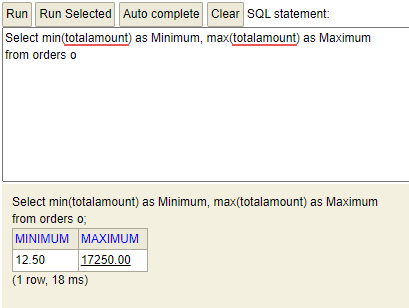 Run Run Selected Auto complete Clear SQL statement:
Select min(totalamount) as Minimum, max(totalamount) as Maximum
from orders o
Select min(totalamount) as Minimum, max(totalamount) as Maximum
from orders o;
MINIMUM MAXIMUM
12.50 17250.00
(1 row, 18 ms)